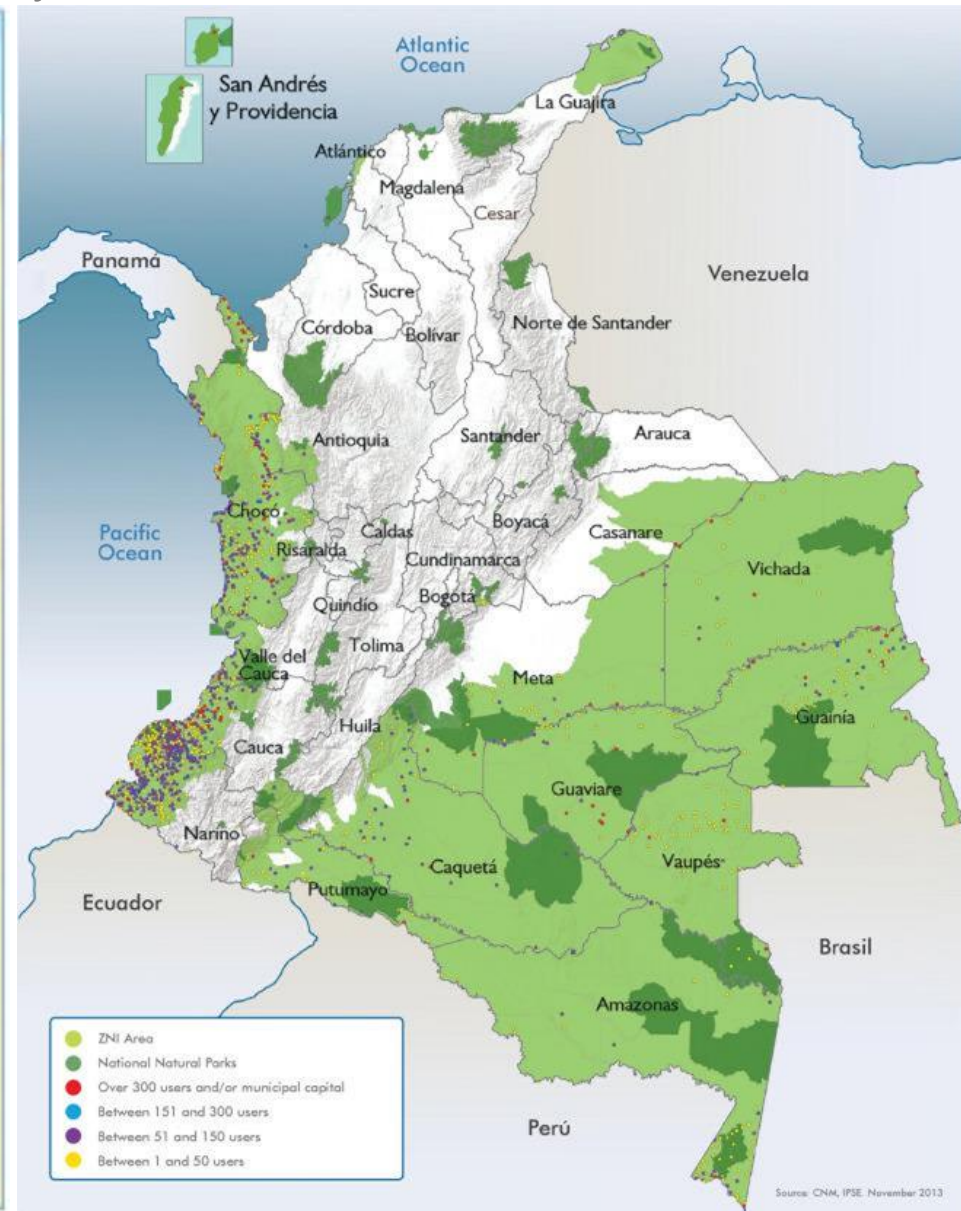 Atlantic
Ocean
San Andrés
y Providencia
La Guajira
Atlántico
Magdalena
Cesar
Panamá
Venezuela
Sucre
Córdoba
Bolívar
Norte de Santander
Antioquia
Santander
Arauca
Chocó
Pacific
Ocean
Boyacá
Casanare
Caldas
Risaralda
Cundinamarca
Vichada
Bogotá
Quindío
Tolima
Valle del
Cauca
Meta
Guainía
Huila
Cauca
Guaviare
Nariño
Caquetá
Vaupés
Putumayo
Ecuador
Brasil
Amazonas
Perú
ZNI Area
National Natural Parks
Over 300 users and/or municipal capital
Between 151 and 300 users
Between 51 and 150 users
Between 1 and 50 users
Source: CNM, IPSE. November 2013